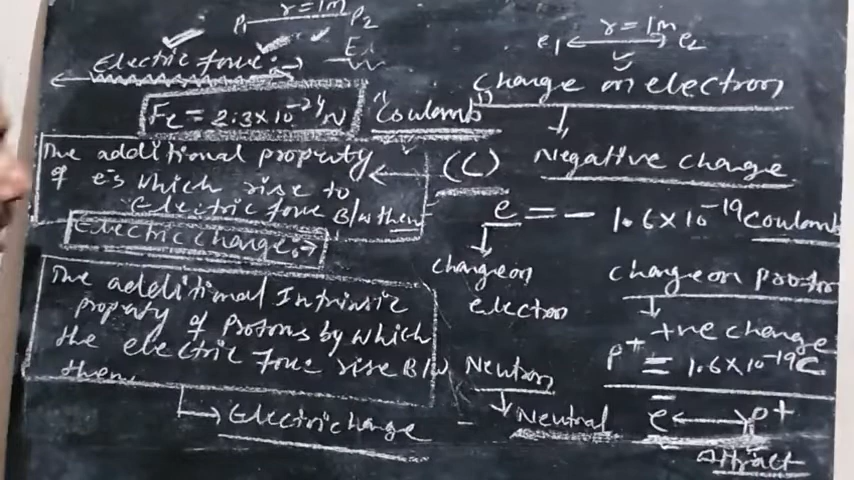 r=1m
P1 P2
Electric force:→
Fe = 2.3×10⁻²⁴N
"Coulomb"
(C)
The additional property
of e⁻s which rise to
Electric force B/w them
Electric charge:→
The additional Intrinsic
property of Protons by which
the electric force rise B/w
them.
Electric charge
r=1m
e1 e2
Charge on electron
Negative charge
e = - 1.6×10⁻¹⁹ Coulomb
charge on
electron
charge on proton
+ve charge
P⁺ = 1.6×10⁻¹⁹C
Neutron
Neutral
e P⁺
Attract